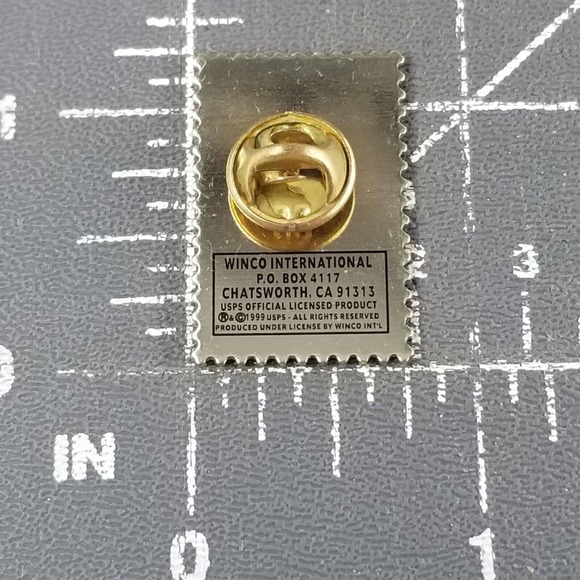 WINCO INTERNATIONAL
P.O. BOX 4117
CHATSWORTH, CA 91313
USPS OFFICIAL LICENSED PRODUCT
®&©1999 USPS - ALL RIGHTS RESERVED
PRODUCED UNDER LICENSE BY WINCO INT'L
3
IN
0
1